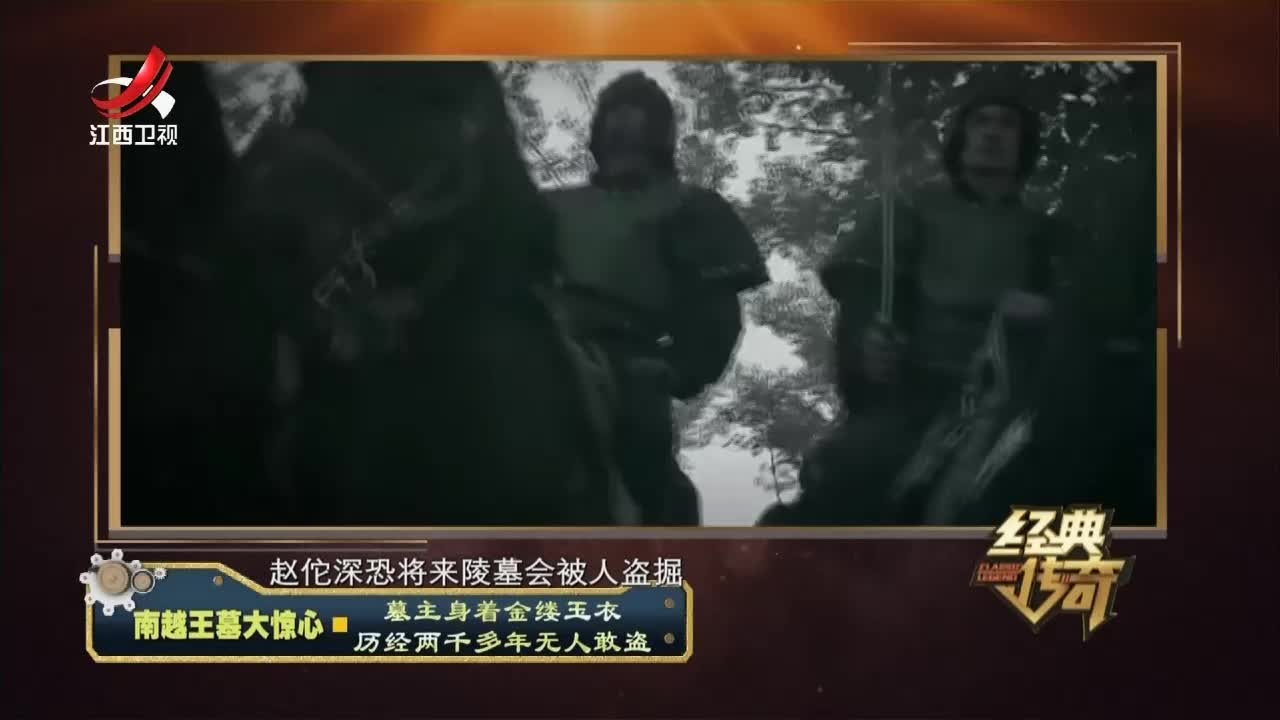 江西卫视
赵佗深恐将来陵墓会被人盗掘
南越王墓大惊心
墓主身着金缕玉衣
历经两千多年无人敢盗
经典
CLASSIC
LEGEND
传奇